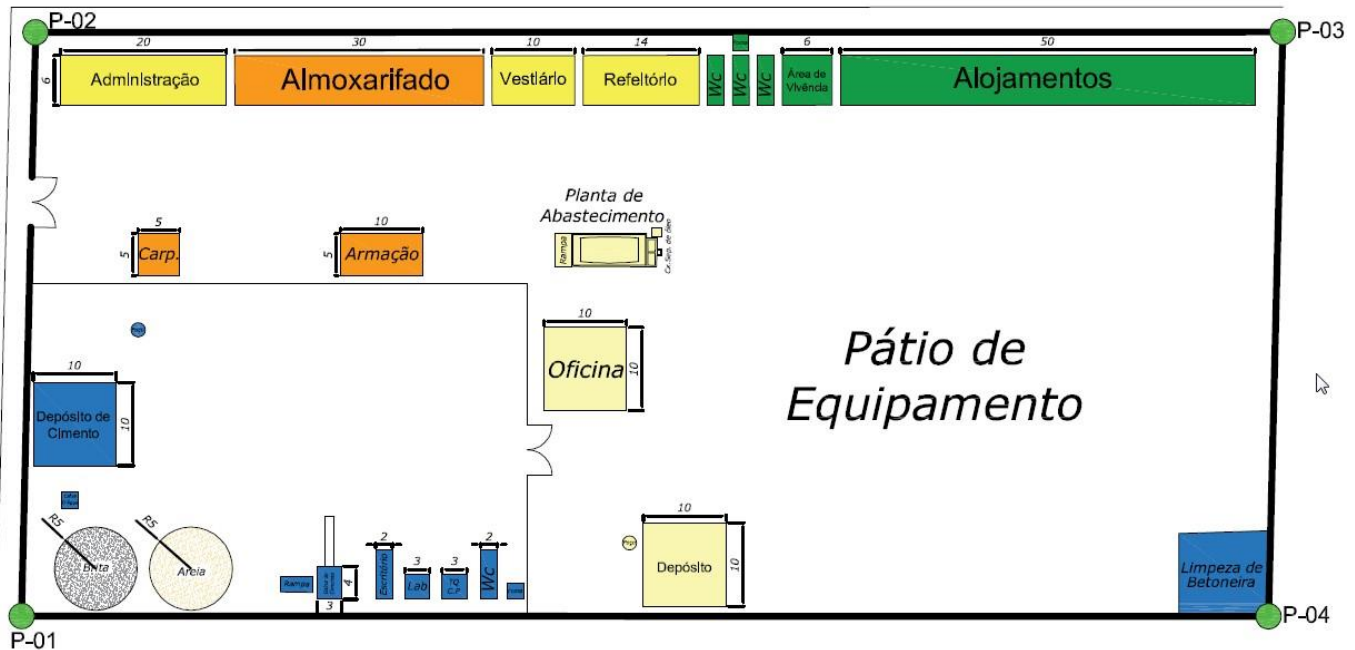 P-02
P-03
20
30
10
14
6
50
6
Administração
Almoxarifado
Vestiário
Refeitório
Wc
Wc
Wc
Área de
Vivência
Alojamentos
Planta de
Abastecimento
Rampa
5
5
Carp.
10
5
Armação
10
10
Oficina
Pátio de
Equipamento
10
10
Depósito de
Cimento
R5
Brita
R5
Areia
Rampa
4
3
2
Escritório
3
Lab
3
TQ
C.P
2
Wc
10
10
Depósito
Limpeza de
Betoneira
P-01
P-04